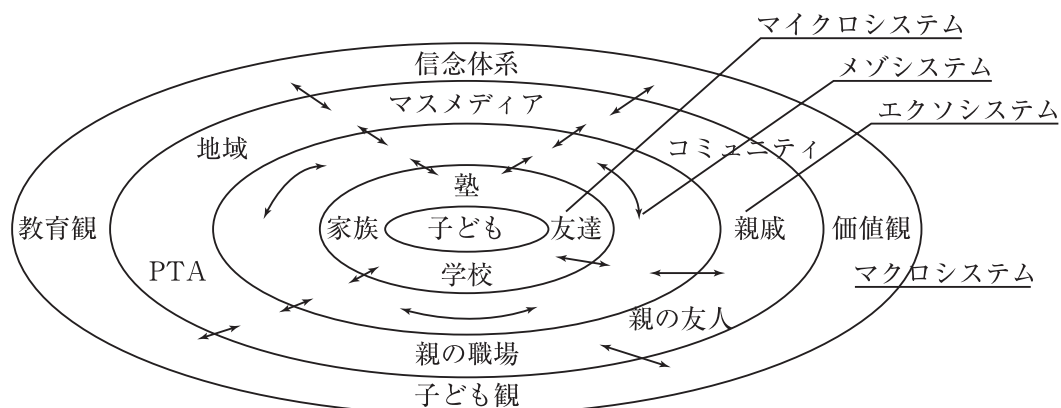 マイクロシステム
信念体系
メゾシステム
マスメディア
エクソシステム
地域
コミュニティ
塾
教育観
家族
子ども
友達
親戚
価値観
PTA
学校
マクロシステム
親の友人
親の職場
子ども観